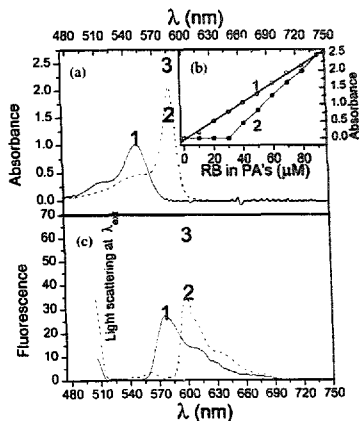 λ (nm)
480 510 540 570 600 630 660 690 720 750
3.0
2.5
2.0
1.5
1.0
0.5
0.0
Absorbance
(a)
1
3
2
(b)
1
2
2.5
2.0
1.5
1.0
0.5
0.0
Absorbance
0 20 40 60 80
RB in PA's (μM)
70
60
50
40
30
20
10
0
Fluorescence
(c)
Light scattering at λex
3
1
2
480 510 540 570 600 630 660 690 720 750
λ (nm)